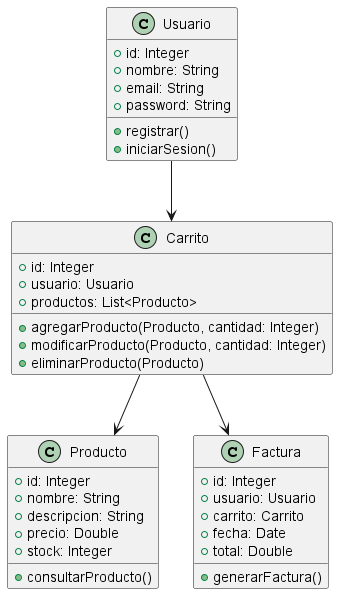 C Usuario
id: Integer
nombre: String
email: String
password: String
registrar()
iniciarSesion()
C Carrito
id: Integer
usuario: Usuario
productos: List<Producto>
agregarProducto(Producto, cantidad: Integer)
modificarProducto(Producto, cantidad: Integer)
eliminarProducto(Producto)
C Producto
id: Integer
nombre: String
descripcion: String
precio: Double
stock: Integer
consultarProducto()
C Factura
id: Integer
usuario: Usuario
carrito: Carrito
fecha: Date
total: Double
generarFactura()